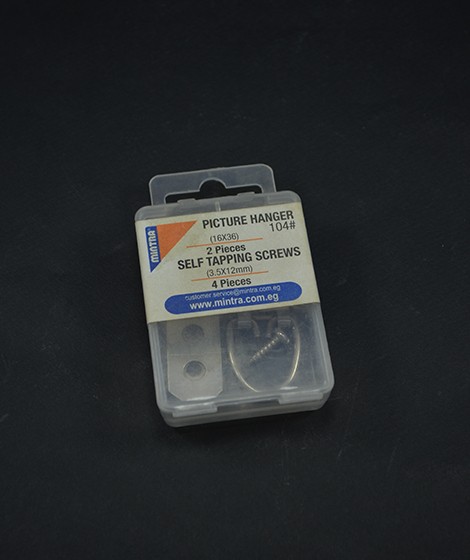 MINTRA
PICTURE HANGER
104#
(16X36)
2 Pieces
SELF TAPPING SCREWS
(3.5X12mm)
4 Pieces
customer service@mintra.com.eg
www.mintra.com.eg